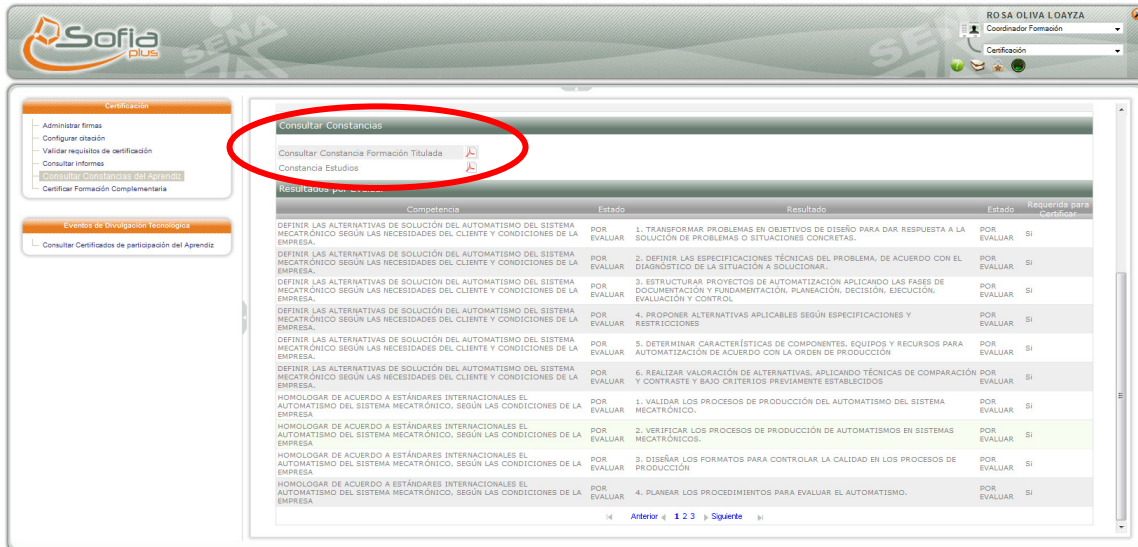 Sofia
plus
SENA
SENA
ROSA OLIVA LOAYZA
Coordinador Formación
Certificación
Certificación
Administrar firmas
Configurar citación
Validar requisitos de certificación
Consultar informes
Consultar Constancias del Aprendiz
Certificar Formación Complementaria
Eventos de Divulgación Tecnológica
Consultar Certificados de participación del Aprendiz
Consultar Constancias
Consultar Constancia Formación Titulada
Constancia Estudios
Resultados por Evaluar
Competencia Estado Resultado Estado Requerida para
Certificar
DEFINIR LAS ALTERNATIVAS DE SOLUCIÓN DEL AUTOMATISMO DEL SISTEMA
MECATRÓNICO SEGÚN LAS NECESIDADES DEL CLIENTE Y CONDICIONES DE LA
EMPRESA.
POR
EVALUAR
1. TRANSFORMAR PROBLEMAS EN OBJETIVOS DE DISEÑO PARA DAR RESPUESTA A LA
SOLUCIÓN DE PROBLEMAS O SITUACIONES CONCRETAS.
POR
EVALUAR
Si
DEFINIR LAS ALTERNATIVAS DE SOLUCIÓN DEL AUTOMATISMO DEL SISTEMA
MECATRÓNICO SEGÚN LAS NECESIDADES DEL CLIENTE Y CONDICIONES DE LA
EMPRESA.
POR
EVALUAR
2. DEFINIR LAS ESPECIFICACIONES TÉCNICAS DEL PROBLEMA, DE ACUERDO CON EL
DIAGNÓSTICO DE LA SITUACIÓN A SOLUCIONAR.
POR
EVALUAR
Si
DEFINIR LAS ALTERNATIVAS DE SOLUCIÓN DEL AUTOMATISMO DEL SISTEMA
MECATRÓNICO SEGÚN LAS NECESIDADES DEL CLIENTE Y CONDICIONES DE LA
EMPRESA.
POR
EVALUAR
3. ESTRUCTURAR PROYECTOS DE AUTOMATIZACIÓN APLICANDO LAS FASES DE
DOCUMENTACIÓN Y FUNDAMENTACIÓN, PLANEACIÓN, DECISIÓN, EJECUCIÓN,
EVALUACIÓN Y CONTROL
POR
EVALUAR
Si
DEFINIR LAS ALTERNATIVAS DE SOLUCIÓN DEL AUTOMATISMO DEL SISTEMA
MECATRÓNICO SEGÚN LAS NECESIDADES DEL CLIENTE Y CONDICIONES DE LA
EMPRESA.
POR
EVALUAR
4. PROPONER ALTERNATIVAS APLICABLES SEGÚN ESPECIFICACIONES Y
RESTRICCIONES
POR
EVALUAR
Si
DEFINIR LAS ALTERNATIVAS DE SOLUCIÓN DEL AUTOMATISMO DEL SISTEMA
MECATRÓNICO SEGÚN LAS NECESIDADES DEL CLIENTE Y CONDICIONES DE LA
EMPRESA.
POR
EVALUAR
5. DETERMINAR CARACTERÍSTICAS DE COMPONENTES, EQUIPOS Y RECURSOS PARA
AUTOMATIZACIÓN DE ACUERDO CON LA ORDEN DE PRODUCCIÓN
POR
EVALUAR
Si
DEFINIR LAS ALTERNATIVAS DE SOLUCIÓN DEL AUTOMATISMO DEL SISTEMA
MECATRÓNICO SEGÚN LAS NECESIDADES DEL CLIENTE Y CONDICIONES DE LA
EMPRESA.
POR
EVALUAR
6. REALIZAR VALORACIÓN DE ALTERNATIVAS, APLICANDO TÉCNICAS DE COMPARACIÓN
Y CONTRASTE Y BAJO CRITERIOS PREVIAMENTE ESTABLECIDOS
POR
EVALUAR
Si
HOMOLOGAR DE ACUERDO A ESTÁNDARES INTERNACIONALES EL
AUTOMATISMO DEL SISTEMA MECATRÓNICO, SEGÚN LAS CONDICIONES DE LA
EMPRESA
POR
EVALUAR
1. VALIDAR LOS PROCESOS DE PRODUCCIÓN DEL AUTOMATISMO DEL SISTEMA
MECATRÓNICO.
POR
EVALUAR
Si
HOMOLOGAR DE ACUERDO A ESTÁNDARES INTERNACIONALES EL
AUTOMATISMO DEL SISTEMA MECATRÓNICO, SEGÚN LAS CONDICIONES DE LA
EMPRESA
POR
EVALUAR
2. VERIFICAR LOS PROCESOS DE PRODUCCIÓN DE AUTOMATISMOS EN SISTEMAS
MECATRÓNICOS.
POR
EVALUAR
Si
HOMOLOGAR DE ACUERDO A ESTÁNDARES INTERNACIONALES EL
AUTOMATISMO DEL SISTEMA MECATRÓNICO, SEGÚN LAS CONDICIONES DE LA
EMPRESA
POR
EVALUAR
3. DISEÑAR LOS FORMATOS PARA CONTROLAR LA CALIDAD EN LOS PROCESOS DE
PRODUCCIÓN
POR
EVALUAR
Si
HOMOLOGAR DE ACUERDO A ESTÁNDARES INTERNACIONALES EL
AUTOMATISMO DEL SISTEMA MECATRÓNICO, SEGÚN LAS CONDICIONES DE LA
EMPRESA
POR
EVALUAR
4. PLANEAR LOS PROCEDIMIENTOS PARA EVALUAR EL AUTOMATISMO.
POR
EVALUAR
Si
Anterior 1 2 3 Siguiente